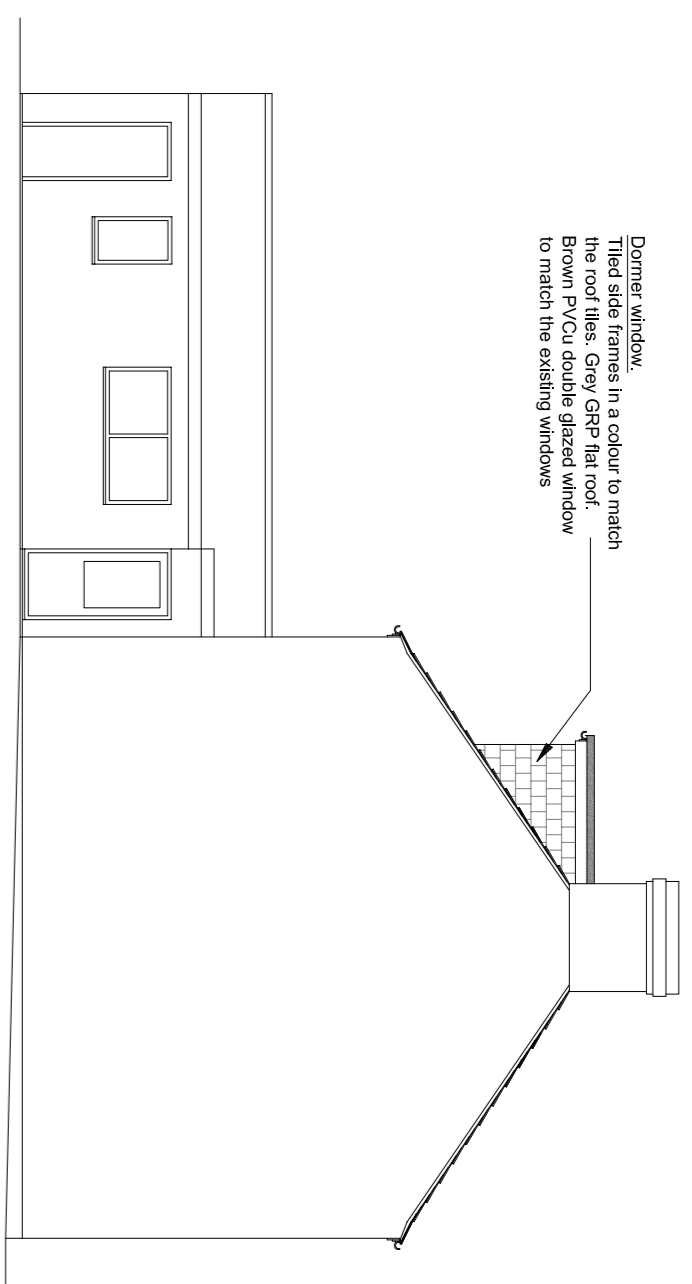 Dormer window.
Tiled side frames in a colour to match
the roof tiles. Grey GRP flat roof.
Brown PVCu double glazed window
to match the existing windows